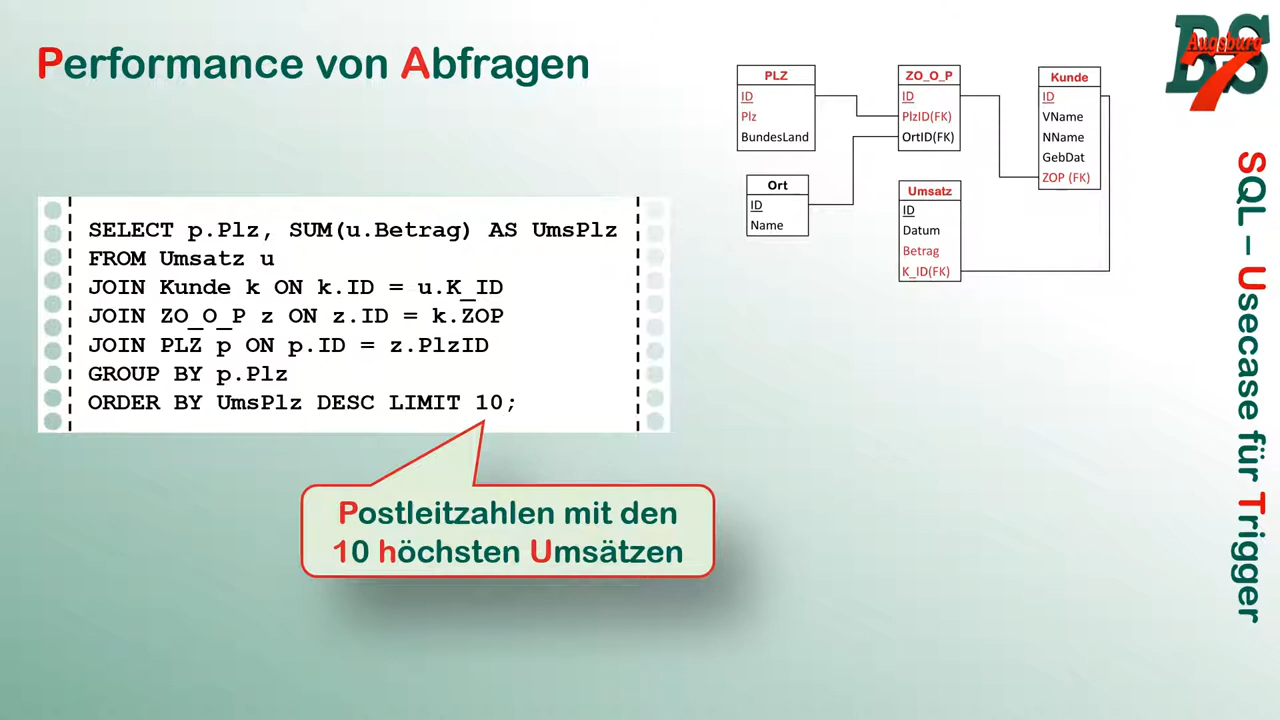 Performance von Abfragen
SELECT p.Plz, SUM(u.Betrag) AS UmsPlz
FROM Umsatz u
JOIN Kunde k ON k.ID = u.K_ID
JOIN ZO_O_P z ON z.ID = k.ZOP
JOIN PLZ p ON p.ID = z.PlzID
GROUP BY p.Plz
ORDER BY UmsPlz DESC LIMIT 10;
Postleitzahlen mit den
10 höchsten Umsätzen
PLZ
ID
Plz
BundesLand
Ort
ID
Name
ZO_O_P
ID
PlzID(FK)
OrtID(FK)
Umsatz
ID
Datum
Betrag
K_ID(FK)
Kunde
ID
VName
NName
GebDat
ZOP (FK)
BS
Augsburg
7
SQL – Usecase für Trigger